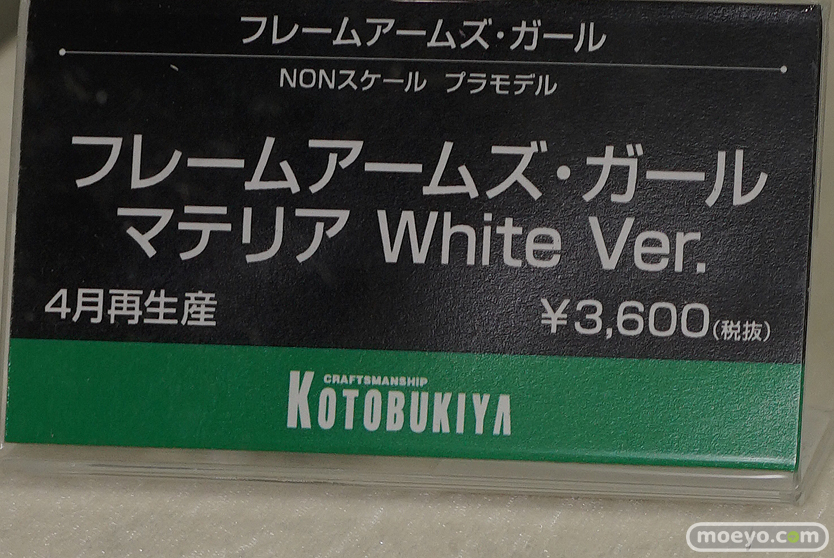 フレームアームズ・ガール
NONスケール プラモデル
フレームアームズ・ガール
マテリア White Ver.
4月再生産 ¥3,600(税抜)
CRAFTSMANSHIP
KOTOBUKIYA
moeyo.com